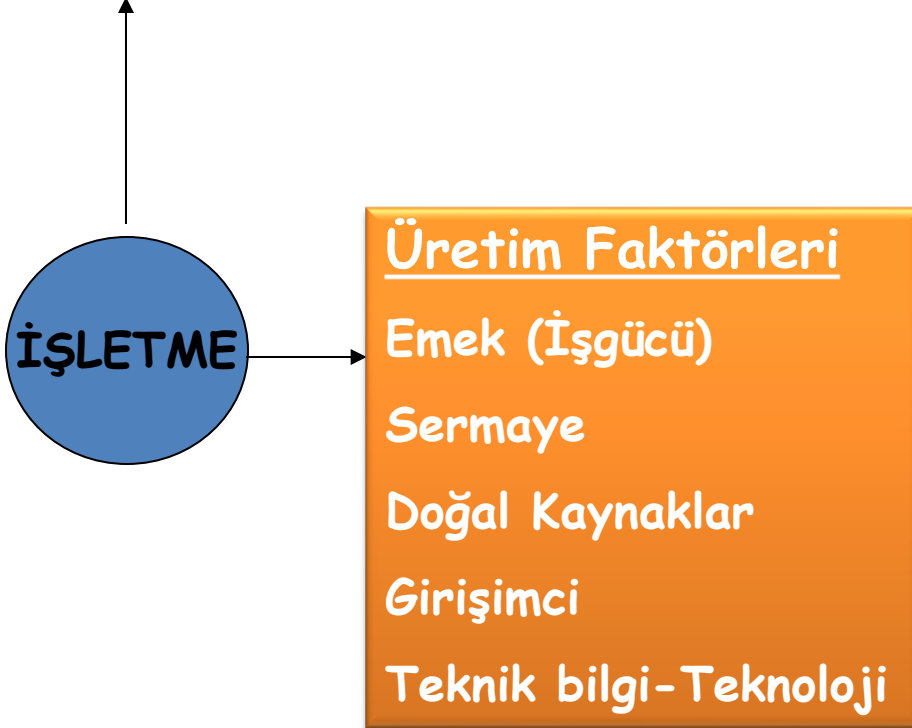 İŞLETME
Üretim Faktörleri
Emek (İşgücü)
Sermaye
Doğal Kaynaklar
Girişimci
Teknik bilgi-Teknoloji